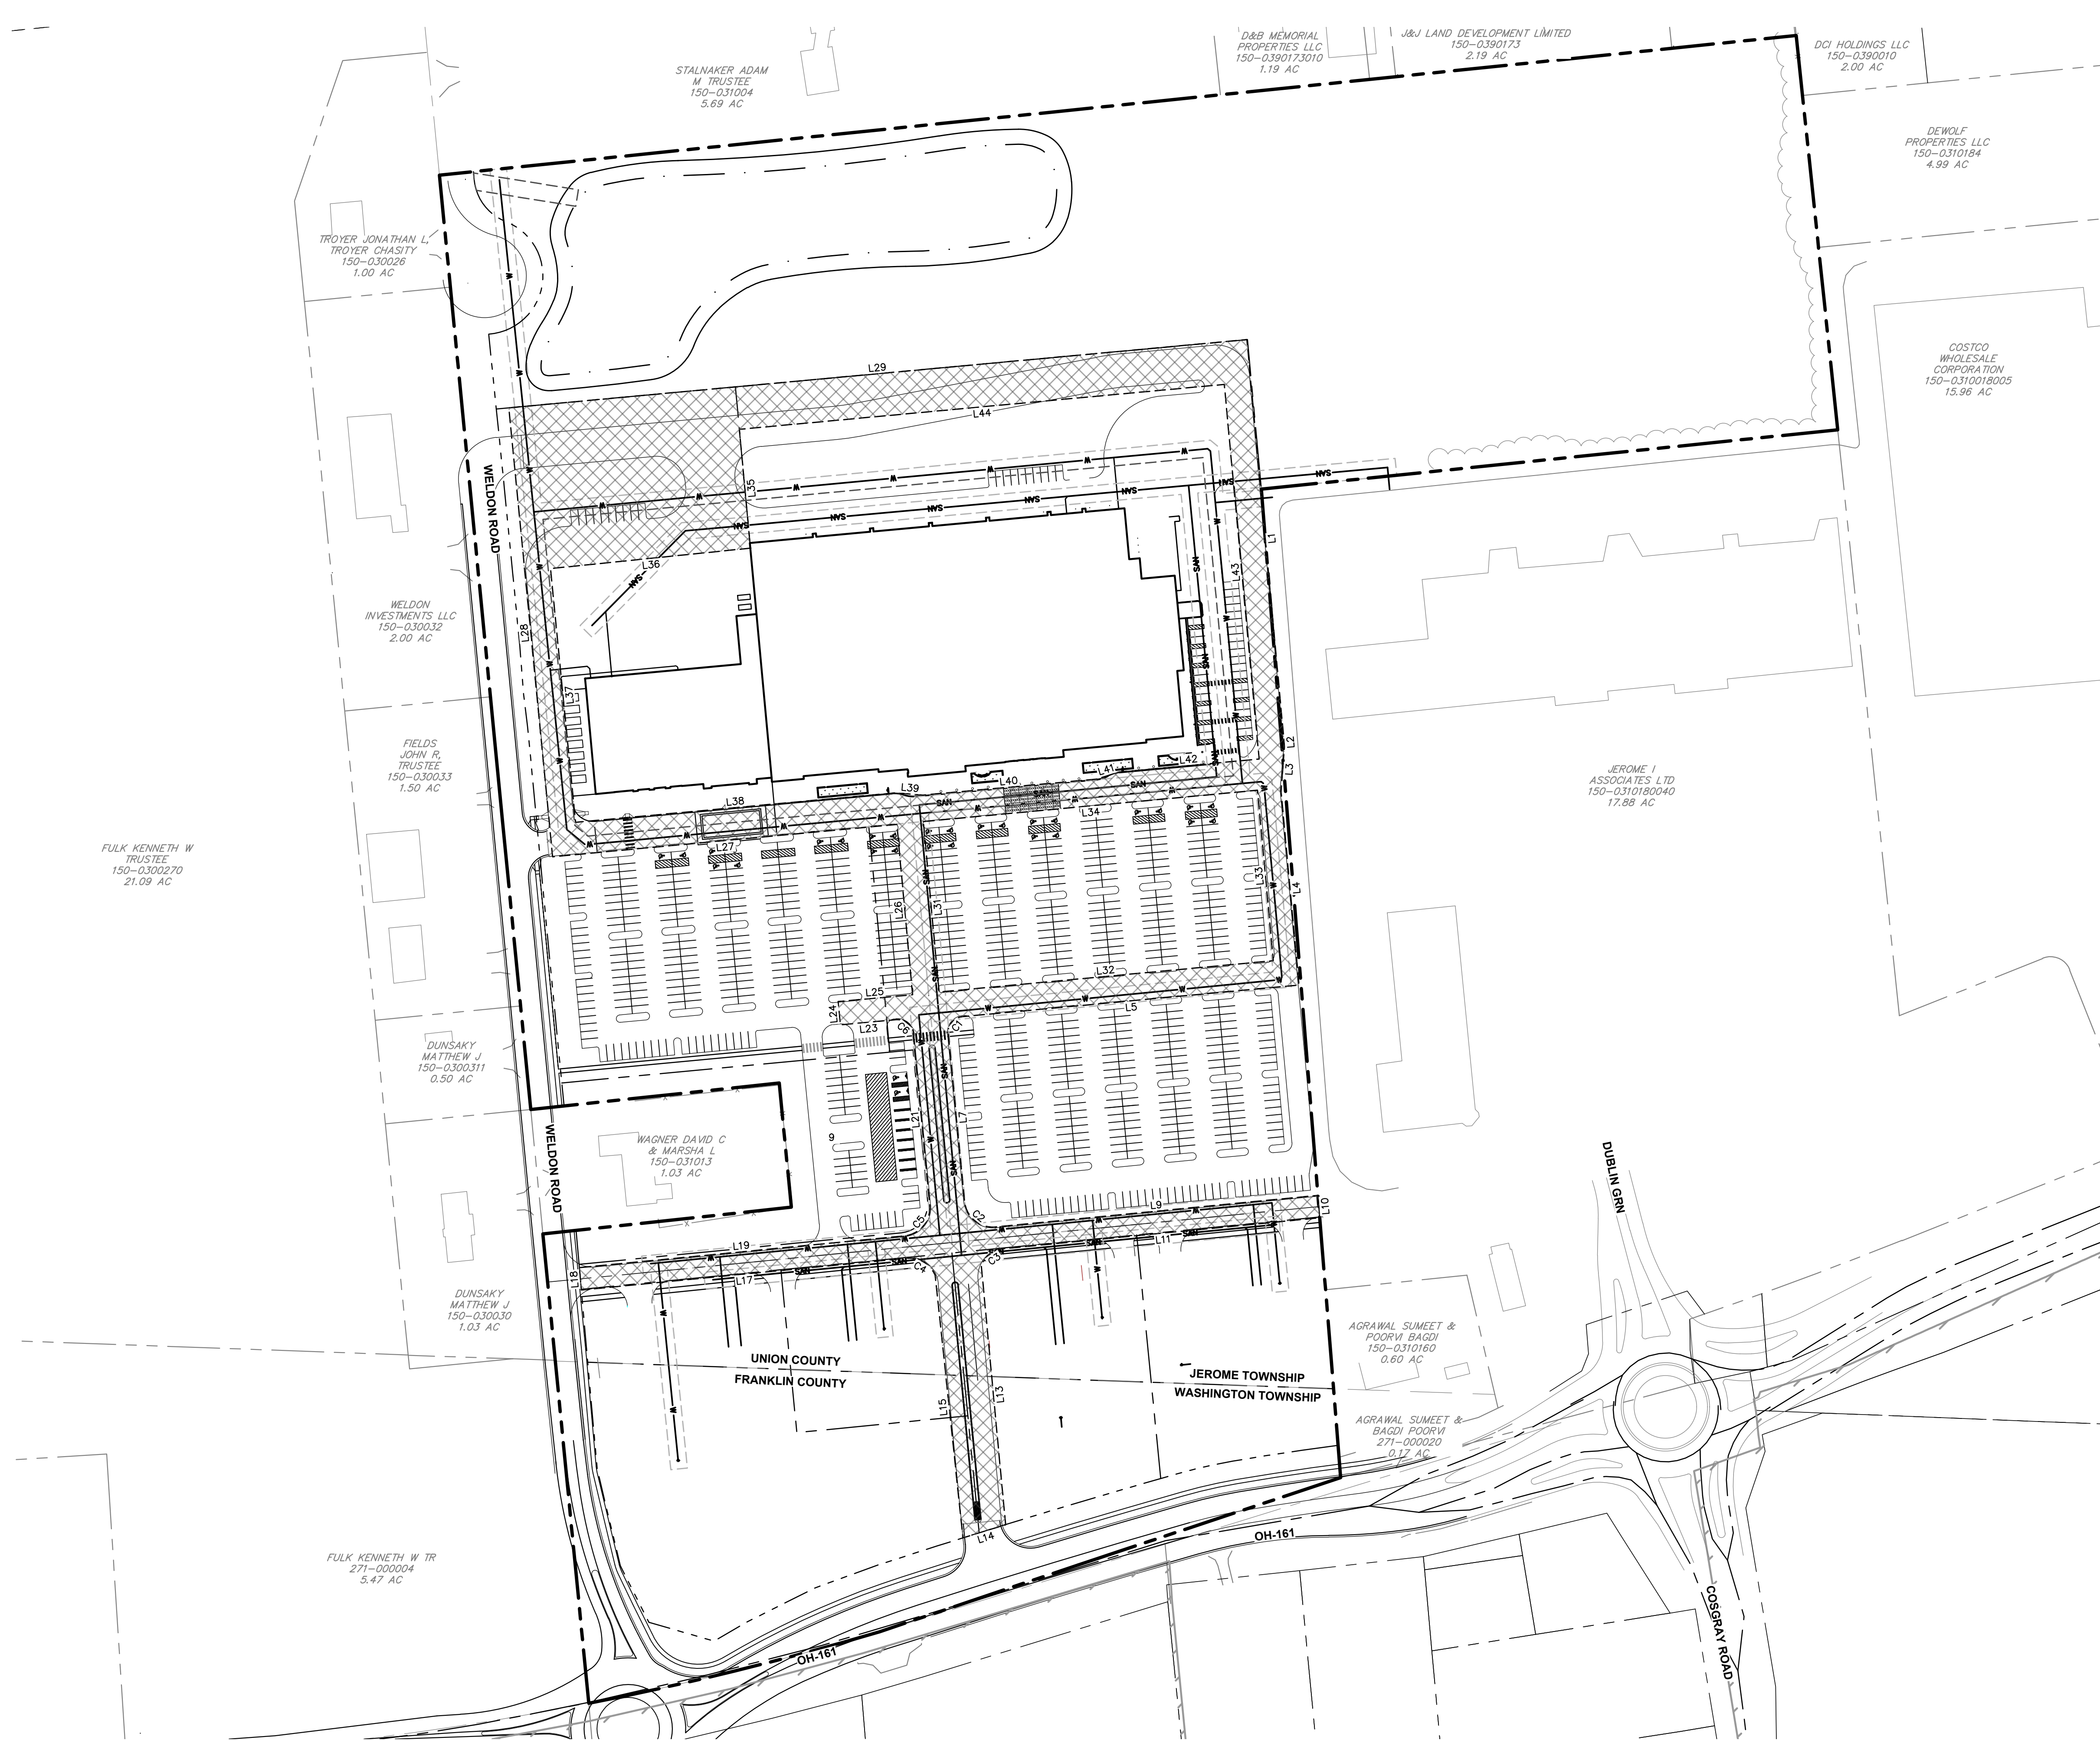 D&B MEMORIAL
PROPERTIES LLC
150-0390173010
1.19 AC
J&J LAND DEVELOPMENT LIMITED
150-0390173
2.19 AC
DCI HOLDINGS LLC
150-0390010
2.00 AC
STALNAKER ADAM
M TRUSTEE
150-031004
5.69 AC
DEWOLF
PROPERTIES LLC
150-0310184
4.99 AC
TROYER JONATHAN L,
TROYER CHASITY
150-030026
1.00 AC
COSTCO
WHOLESALE
CORPORATION
150-0310018005
15.96 AC
L29
L44
WELDON ROAD
L35
W
SAN
L1
L36
L43
WELDON
INVESTMENTS LLC
150-030032
2.00 AC
L28
L37
FIELDS
JOHN R,
TRUSTEE
150-030033
1.50 AC
L2
L3
L42
L41
L40
L39
L38
L34
L27
JEROME I
ASSOCIATES LTD
150-0310180040
17.88 AC
FULK KENNETH W
TRUSTEE
150-0300270
21.09 AC
L33
L4
L26
L31
L32
L25
L24
L23
C6
C1
L5
DUNSAKY
MATTHEW J
150-0300311
0.50 AC
L21
L7
9
WELDON ROAD
WAGNER DAVID C
& MARSHA L
150-031013
1.03 AC
DUBLIN GRN
L9
L10
C5
C2
L19
L11
C4
C3
L18
L17
DUNSAKY
MATTHEW J
150-030030
1.03 AC
AGRAWAL SUMEET &
POORVI BAGDI
150-0310160
0.60 AC
UNION COUNTY
FRANKLIN COUNTY
JEROME TOWNSHIP
WASHINGTON TOWNSHIP
L15
L13
AGRAWAL SUMEET &
BAGDI POORVI
271-000020
0.17 AC
L14
OH-161
FULK KENNETH W TR
271-000004
5.47 AC
OH-161
COSGRAY ROAD